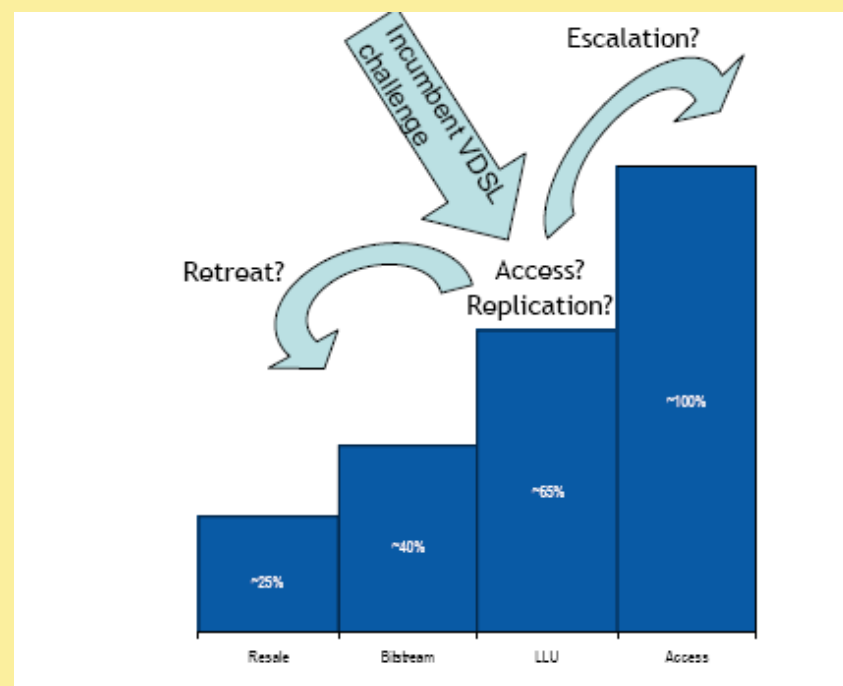 Escalation?
Incumbent VDSL
challenge
Retreat?
Access?
Replication?
~100%
~65%
~40%
~25%
Resale
Bitstream
LLU
Access